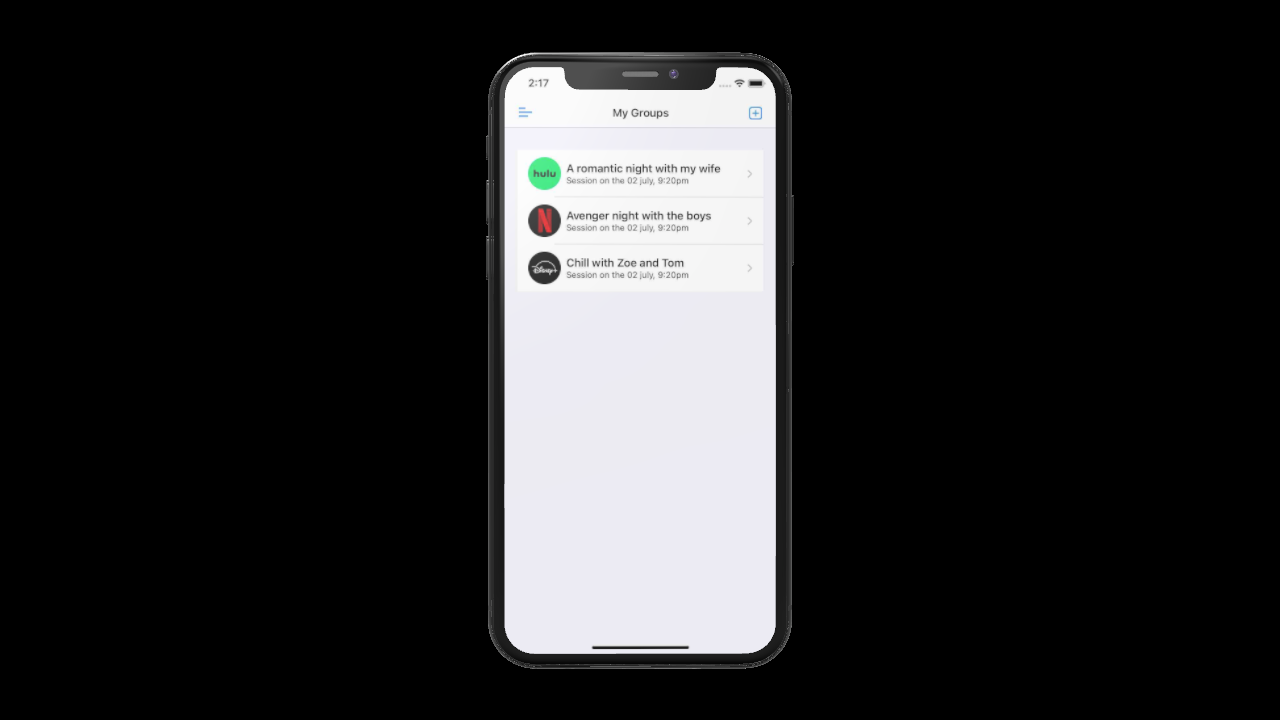 2:17
My Groups
hulu
A romantic night with my wife
Session on the 02 july, 9:20pm
N
Avenger night with the boys
Session on the 02 july, 9:20pm
Disney+
Chill with Zoe and Tom
Session on the 02 july, 9:20pm